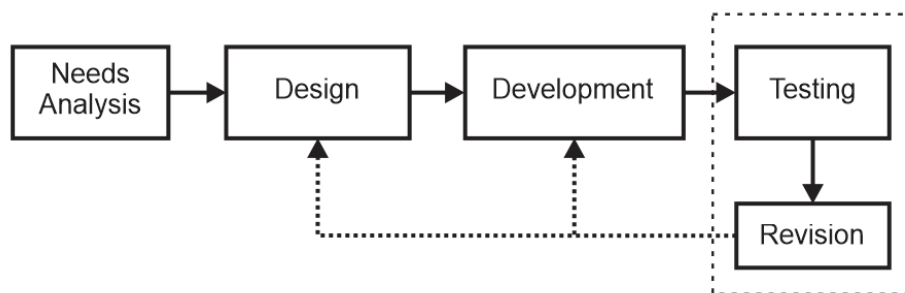 Needs
Analysis
Design
Development
Testing
Revision